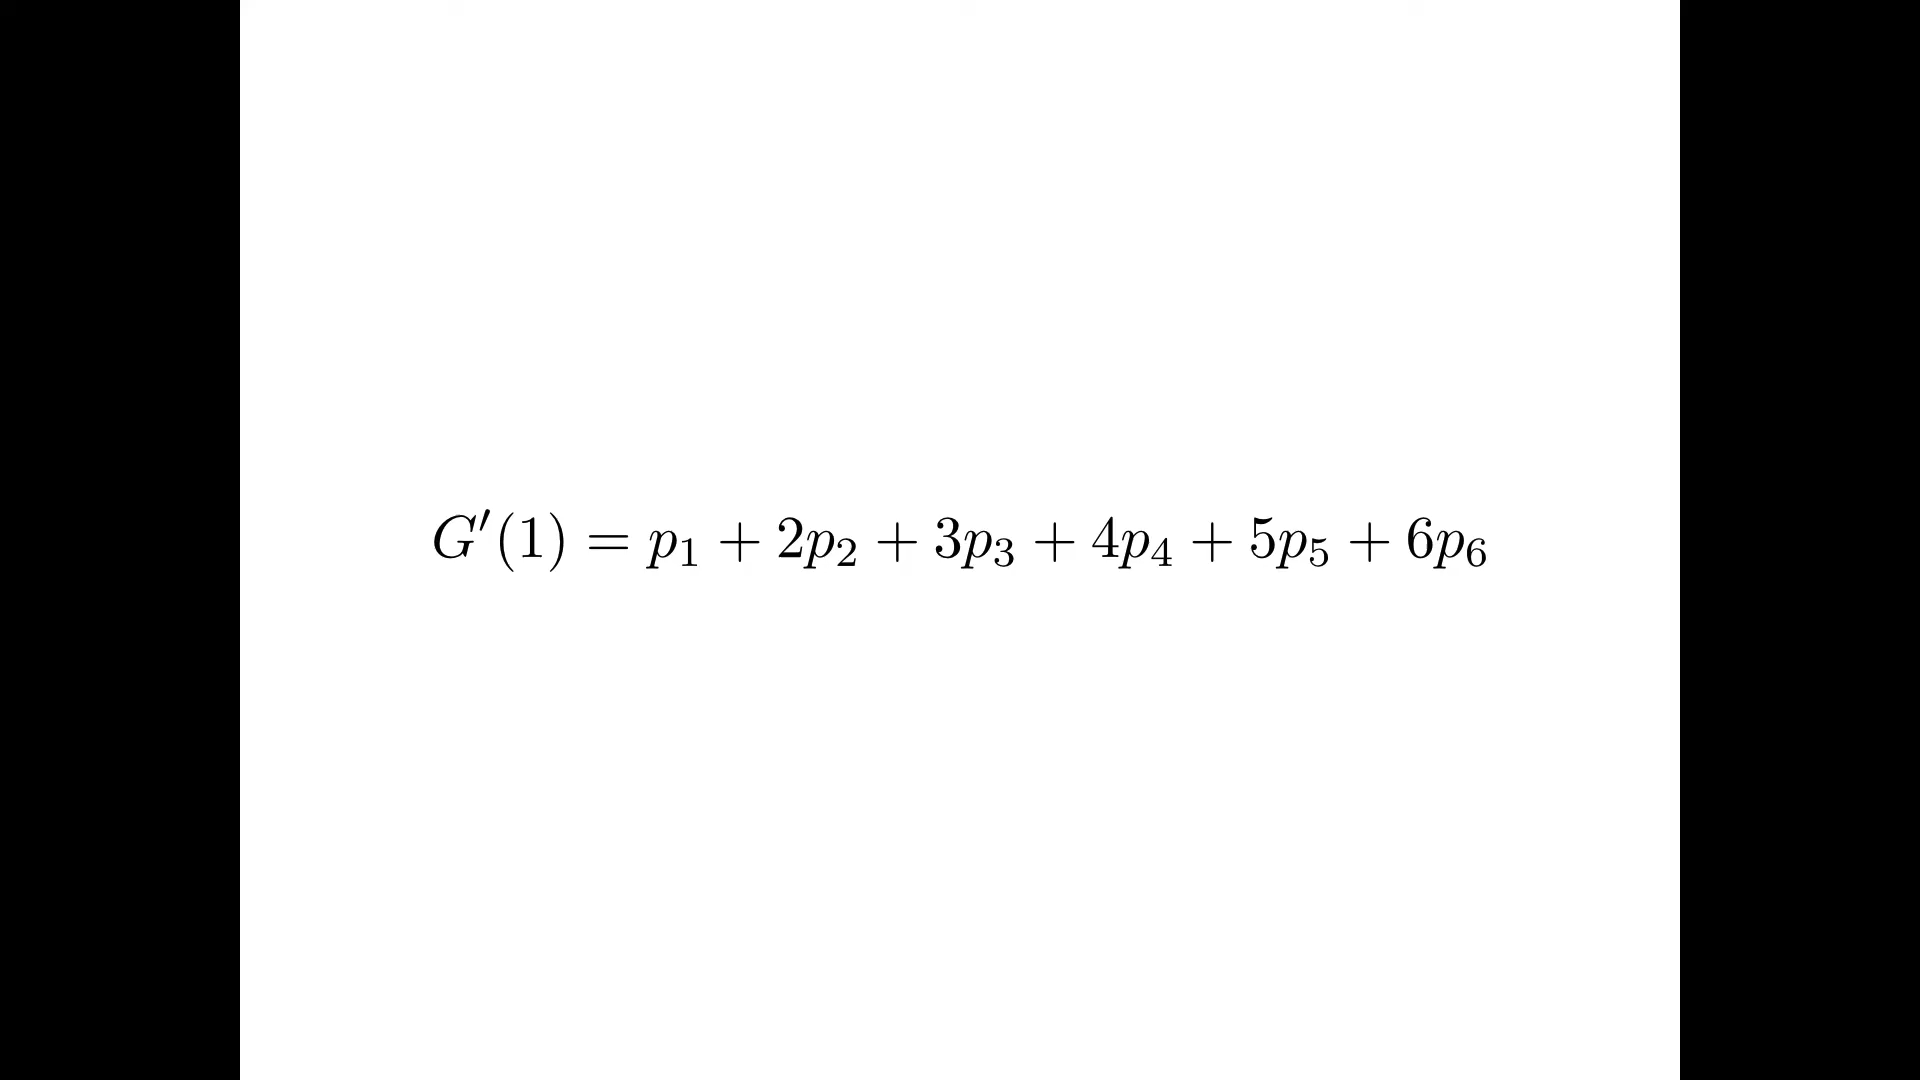 G′(1) = p₁ + 2p₂ + 3p₃ + 4p₄ + 5p₅ + 6p₆